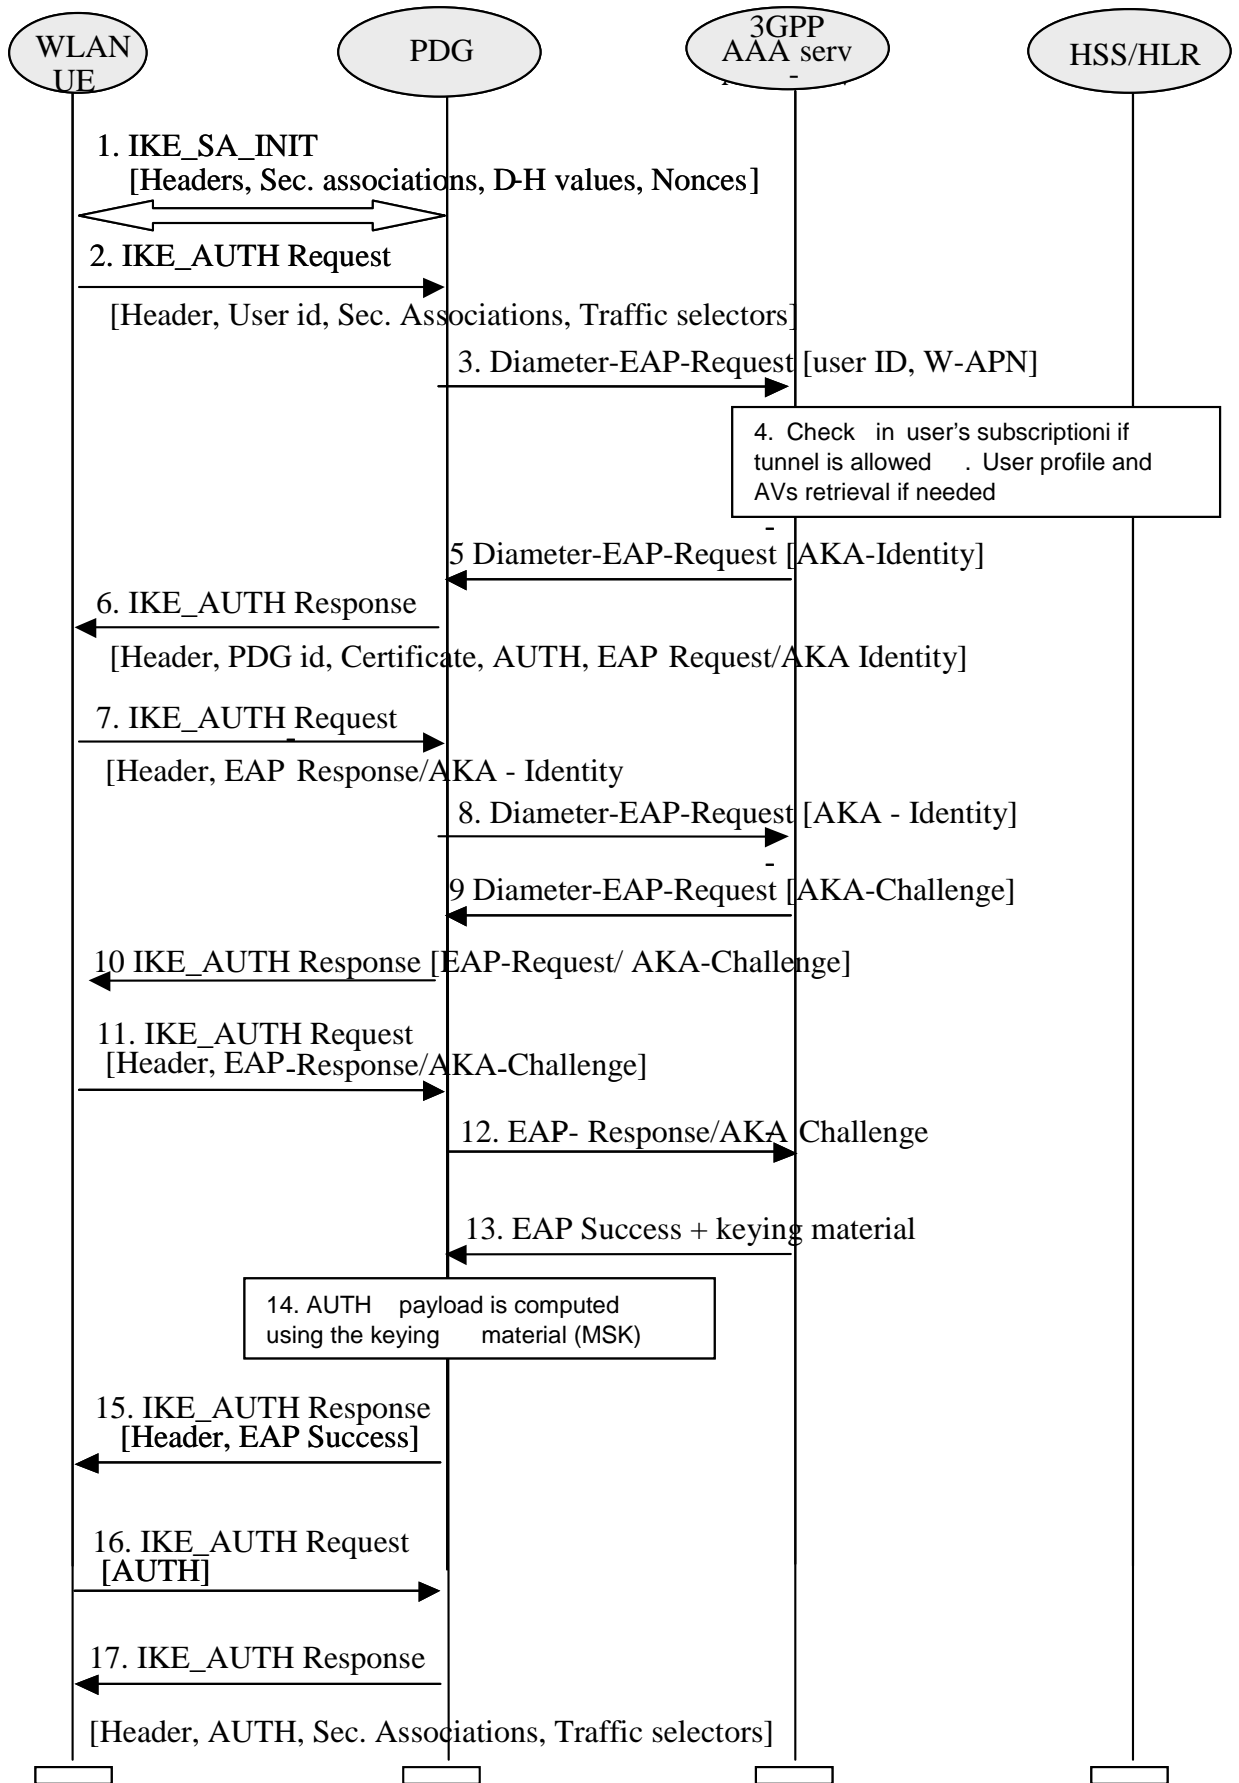 WLAN
UE
PDG
3GPP
AAA serv
HSS/HLR
1. IKE_SA_INIT
[Headers, Sec. associations, D-H values, Nonces]
2. IKE_AUTH Request
[Header, User id, Sec. Associations, Traffic selectors]
3. Diameter-EAP-Request [user ID, W-APN]
4. Check in user's subscriptioni if
tunnel is allowed . User profile and
AVs retrieval if needed
5 Diameter-EAP-Request [AKA-Identity]
6. IKE_AUTH Response
[Header, PDG id, Certificate, AUTH, EAP Request/AKA Identity]
7. IKE_AUTH Request
[Header, EAP Response/AKA - Identity
8. Diameter-EAP-Request [AKA - Identity]
9 Diameter-EAP-Request [AKA-Challenge]
10 IKE_AUTH Response [EAP-Request/ AKA-Challenge]
11. IKE_AUTH Request
[Header, EAP-Response/AKA-Challenge]
12. EAP- Response/AKA Challenge
13. EAP Success + keying material
14. AUTH payload is computed
using the keying material (MSK)
15. IKE_AUTH Response
[Header, EAP Success]
16. IKE_AUTH Request
[AUTH]
17. IKE_AUTH Response
[Header, AUTH, Sec. Associations, Traffic selectors]